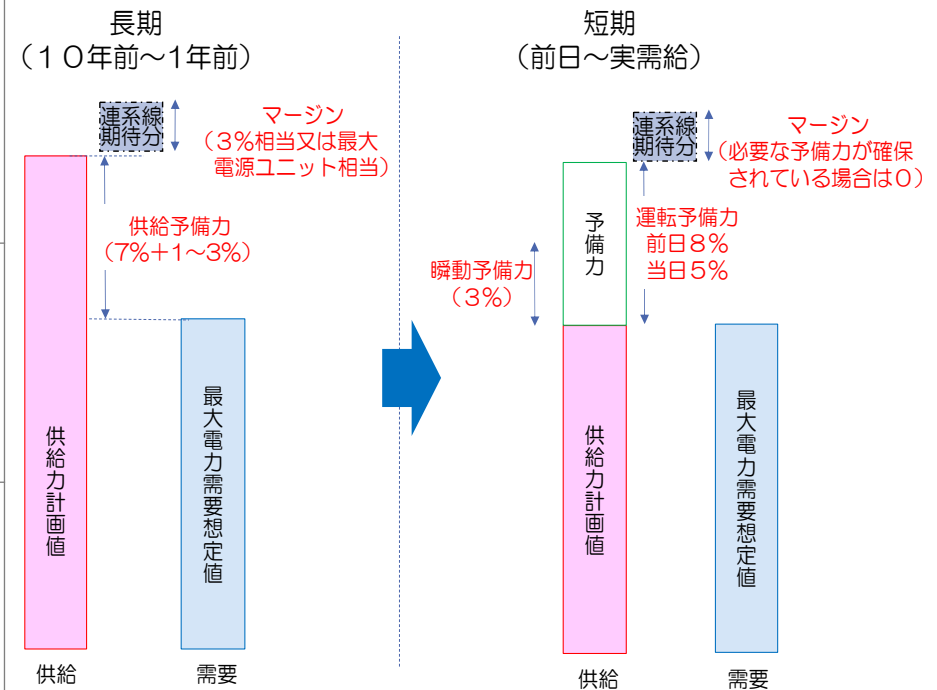 長期
（１０年前～1年前）
連系線
期待分
マージン
（3%相当又は最大
電源ユニット相当）
供給予備力
（7%＋1～3%）
供給力計画値
最大電力需要想定値
供給
需要
短期
（前日～実需給）
連系線
期待分
マージン
（必要な予備力が確保
されている場合は０）
予備力
運転予備力
前日8%
当日5%
瞬動予備力
（3%）
供給力計画値
最大電力需要想定値
供給
需要